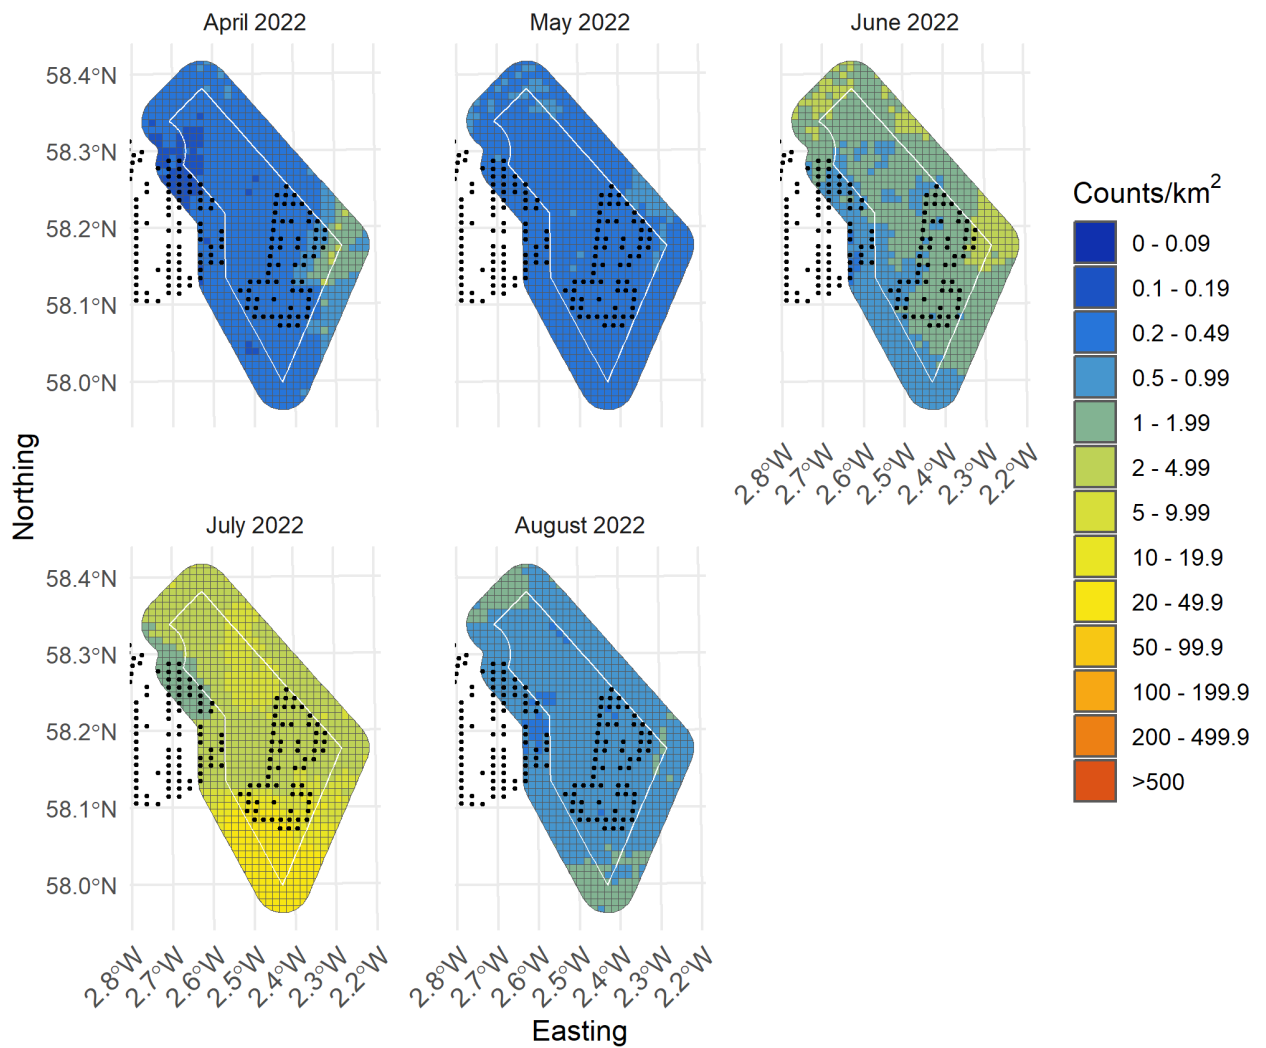 April 2022
May 2022
June 2022
58.4°N
58.3°N
58.2°N
58.1°N
58.0°N
2.8°W
2.7°W
2.6°W
2.5°W
2.4°W
2.3°W
2.2°W
July 2022
August 2022
58.4°N
58.3°N
58.2°N
58.1°N
58.0°N
2.8°W
2.7°W
2.6°W
2.5°W
2.4°W
2.3°W
2.2°W
2.8°W
2.7°W
2.6°W
2.5°W
2.4°W
2.3°W
2.2°W
Northing
Easting
Counts/km²
0 - 0.09
0.1 - 0.19
0.2 - 0.49
0.5 - 0.99
1 - 1.99
2 - 4.99
5 - 9.99
10 - 19.9
20 - 49.9
50 - 99.9
100 - 199.9
200 - 499.9
>500